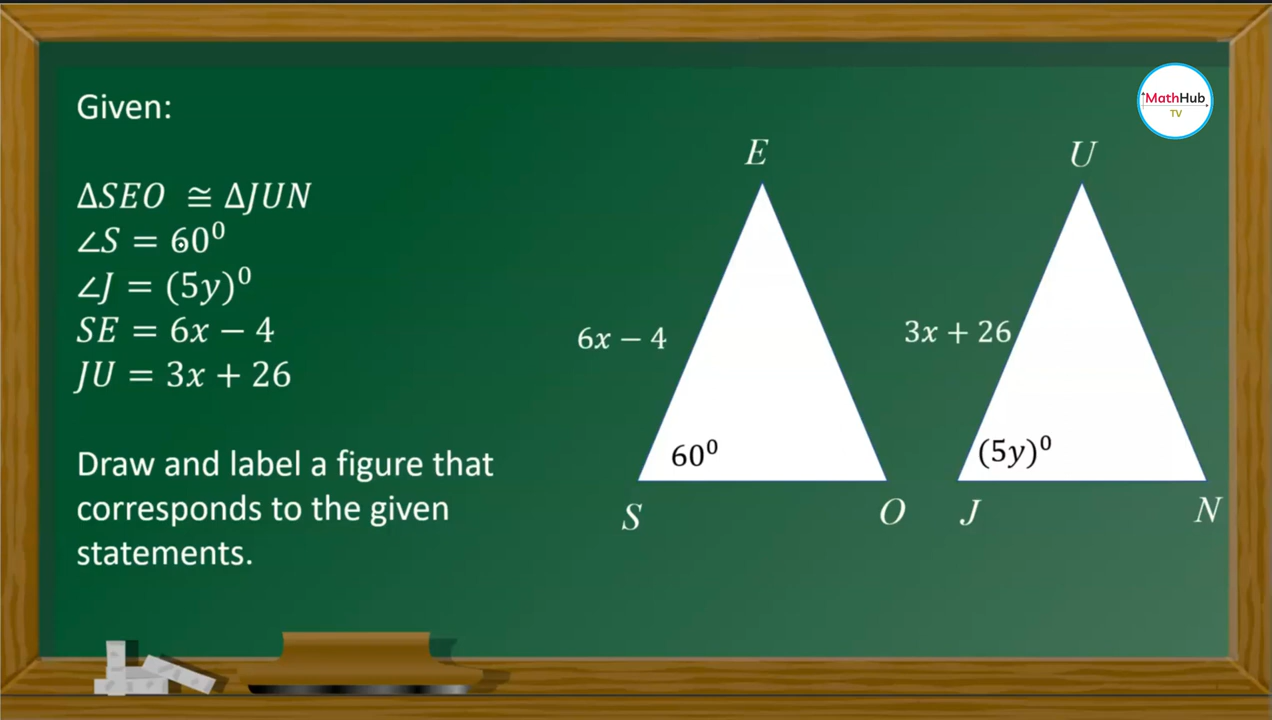 Given:
ΔSEO ≅ ΔJUN
∠S = 60⁰
∠J = (5y)⁰
SE = 6x − 4
JU = 3x + 26
Draw and label a figure that
corresponds to the given
statements.
E
6x − 4
60⁰
S
O
U
3x + 26
(5y)⁰
J
N
MathHub
TV